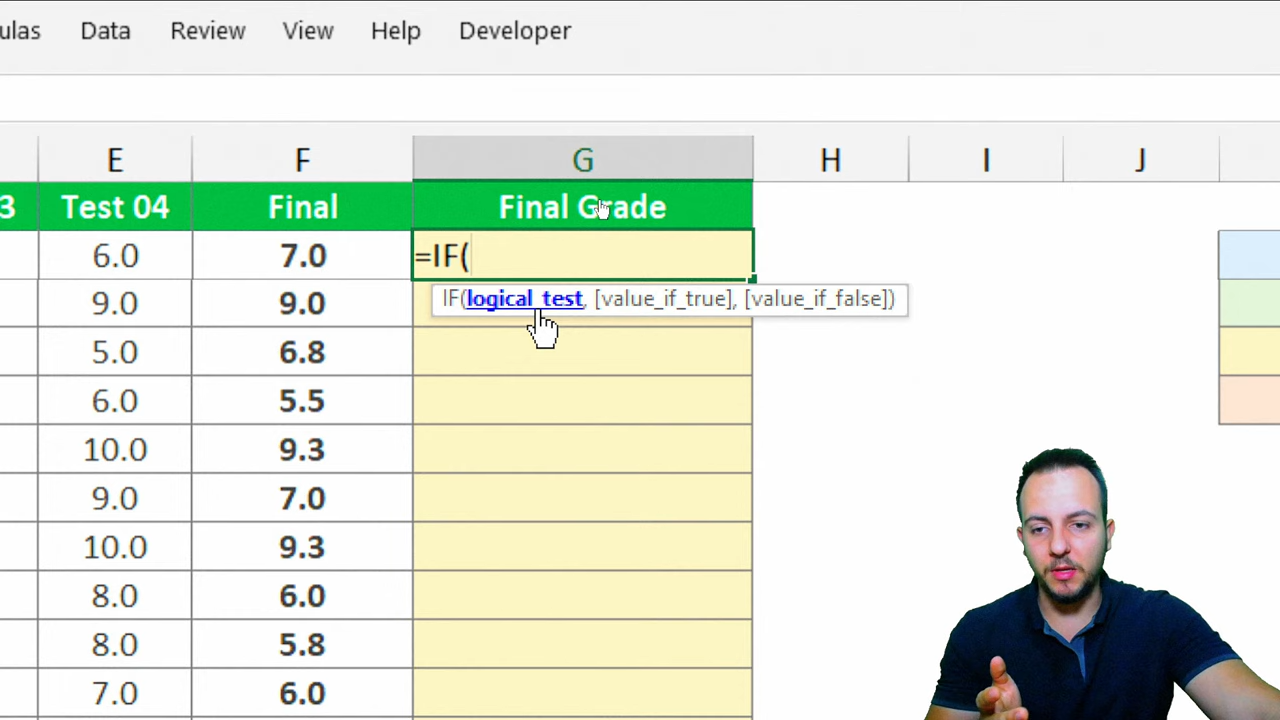 ulas Data Review View Help Developer
E F G H I J
3 Test 04 Final Final Grade
6.0 7.0 =IF(
IF(logical_test, [value_if_true], [value_if_false])
9.0 9.0
5.0 6.8
6.0 5.5
10.0 9.3
9.0 7.0
10.0 9.3
8.0 6.0
8.0 5.8
7.0 6.0